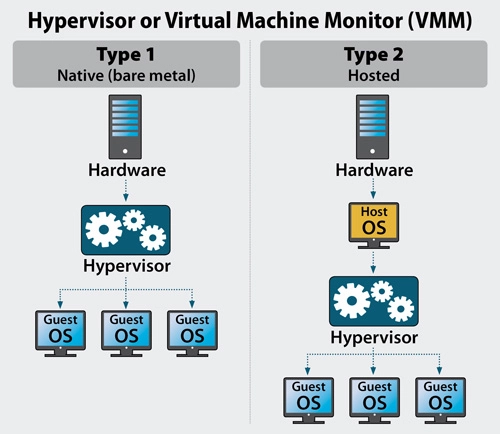 Hypervisor or Virtual Machine Monitor (VMM)
Type 1
Native (bare metal)
Hardware
Hypervisor
Guest
OS
Guest
OS
Guest
OS
Type 2
Hosted
Hardware
Host
OS
Hypervisor
Guest
OS
Guest
OS
Guest
OS